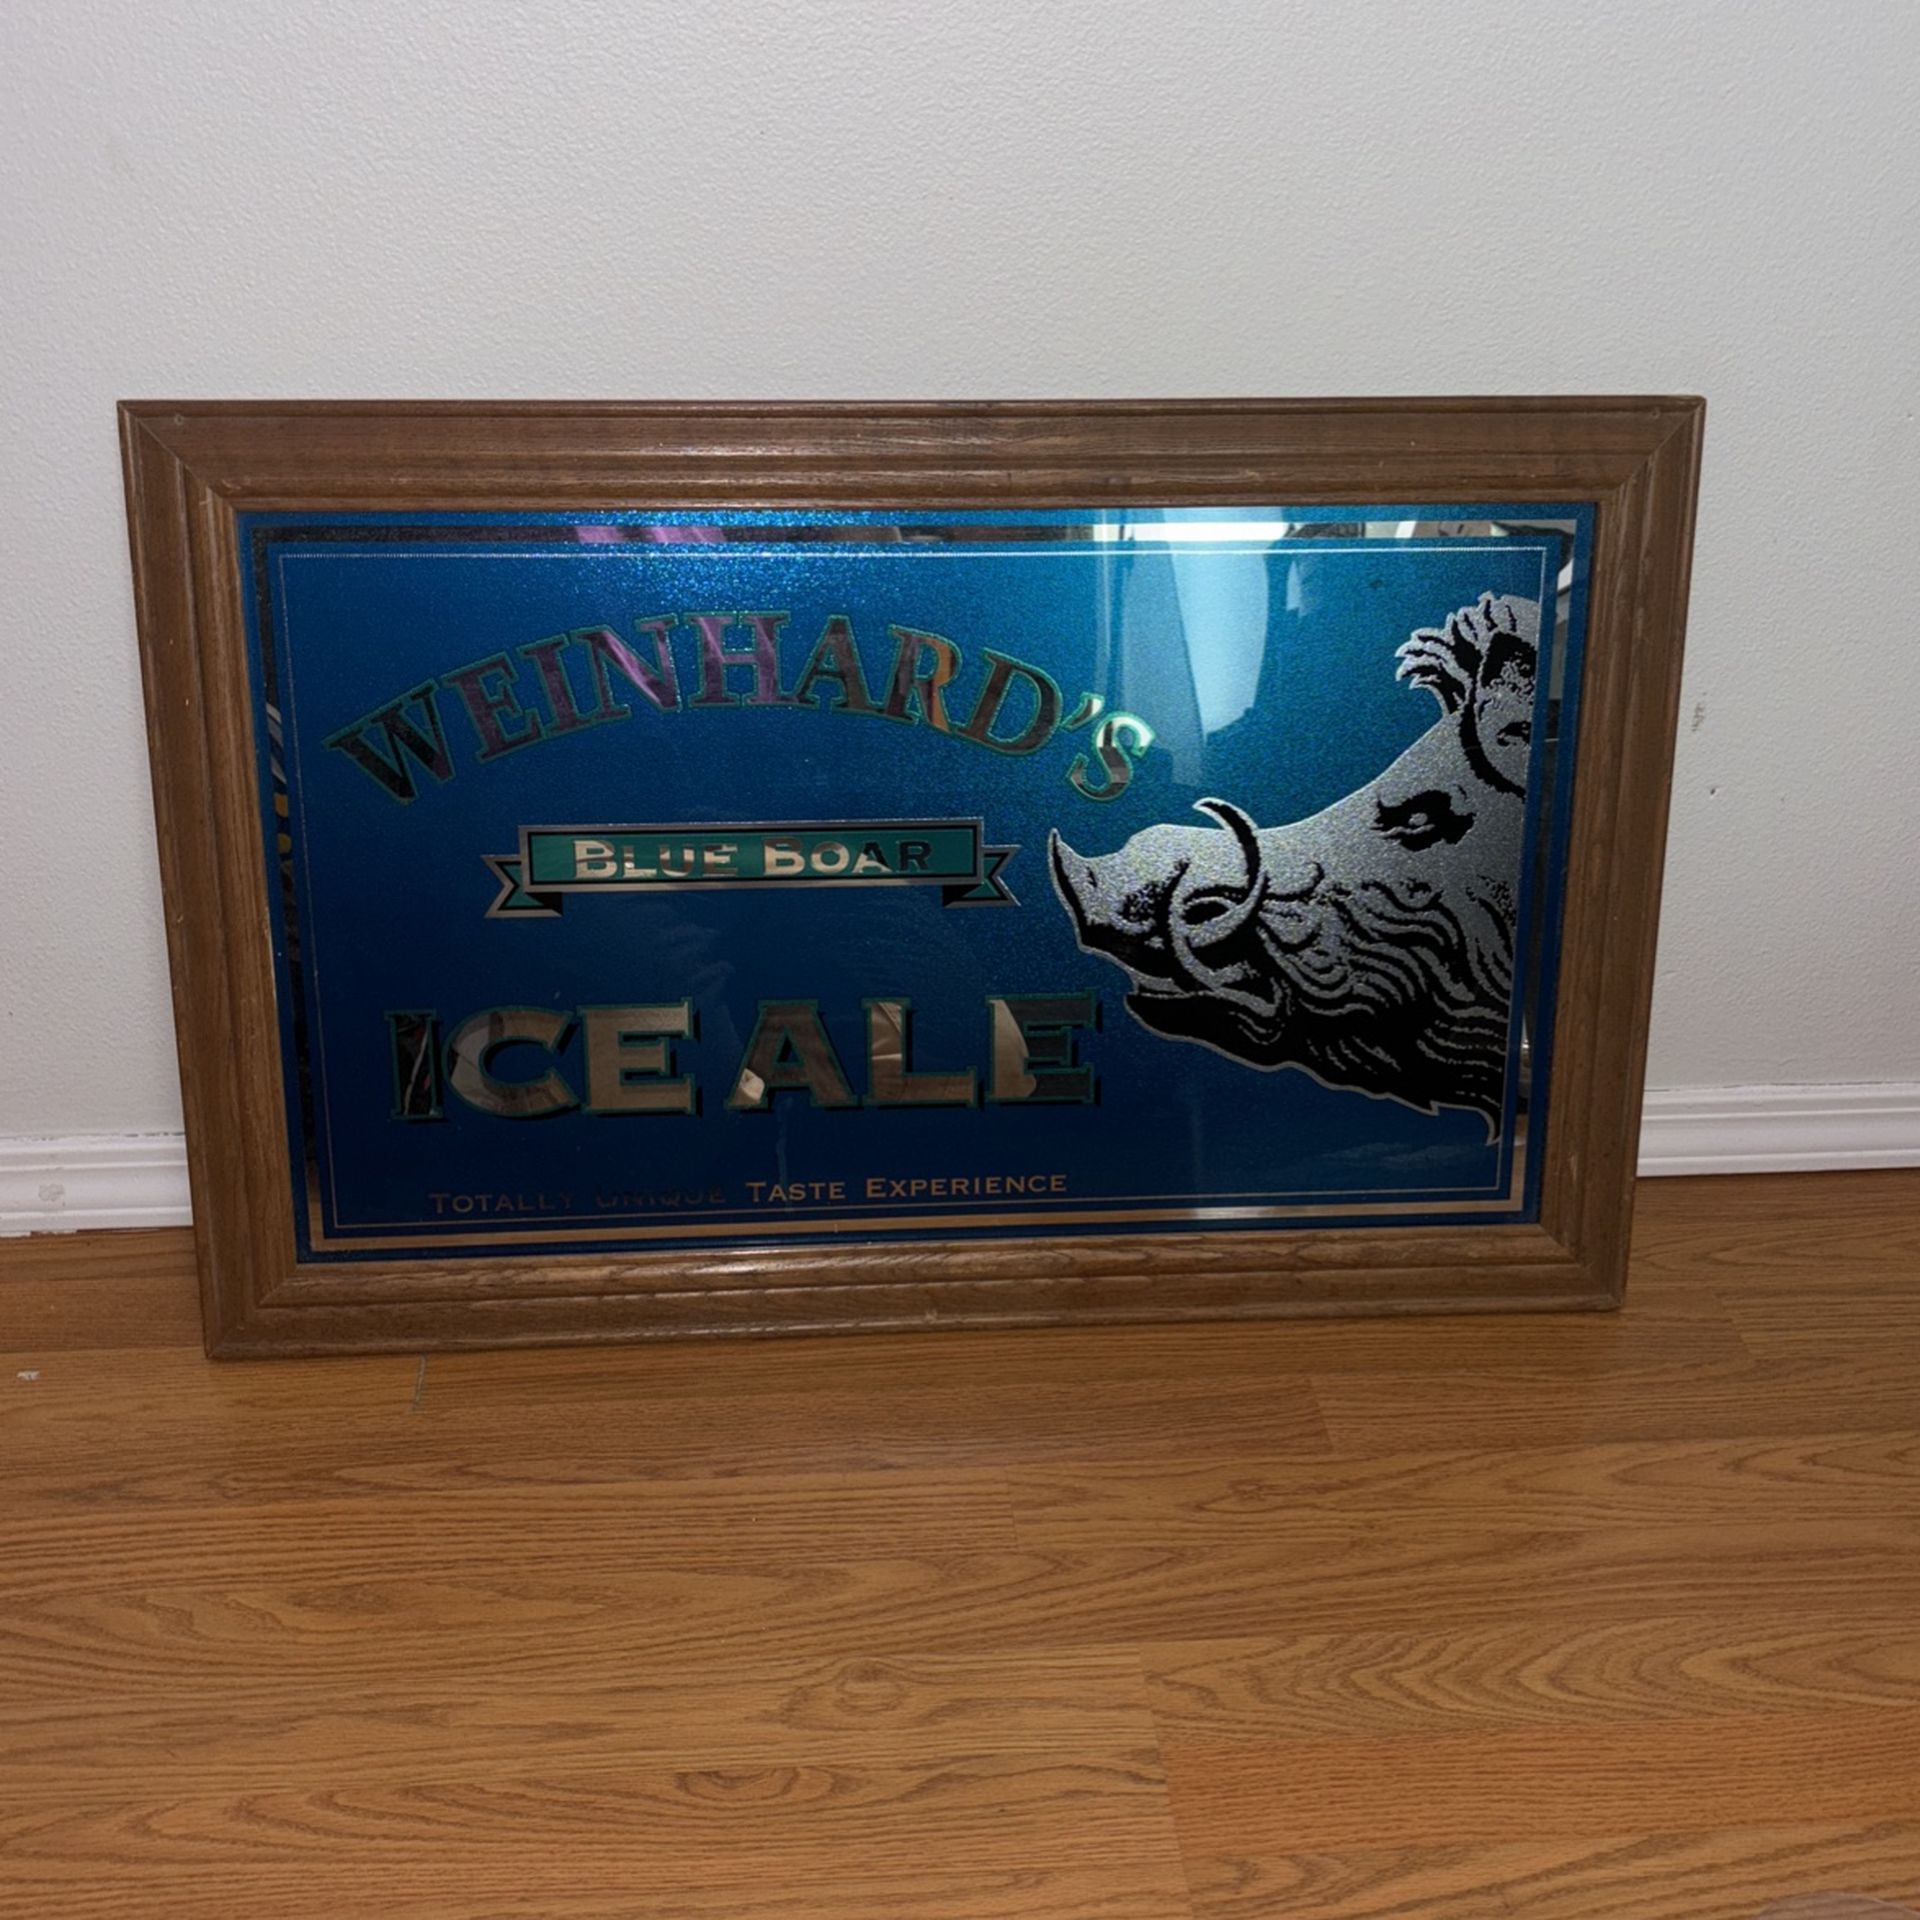 WEINHARD'S
BLUE BOAR
ICE ALE
TOTALLY UNIQUE TASTE EXPERIENCE